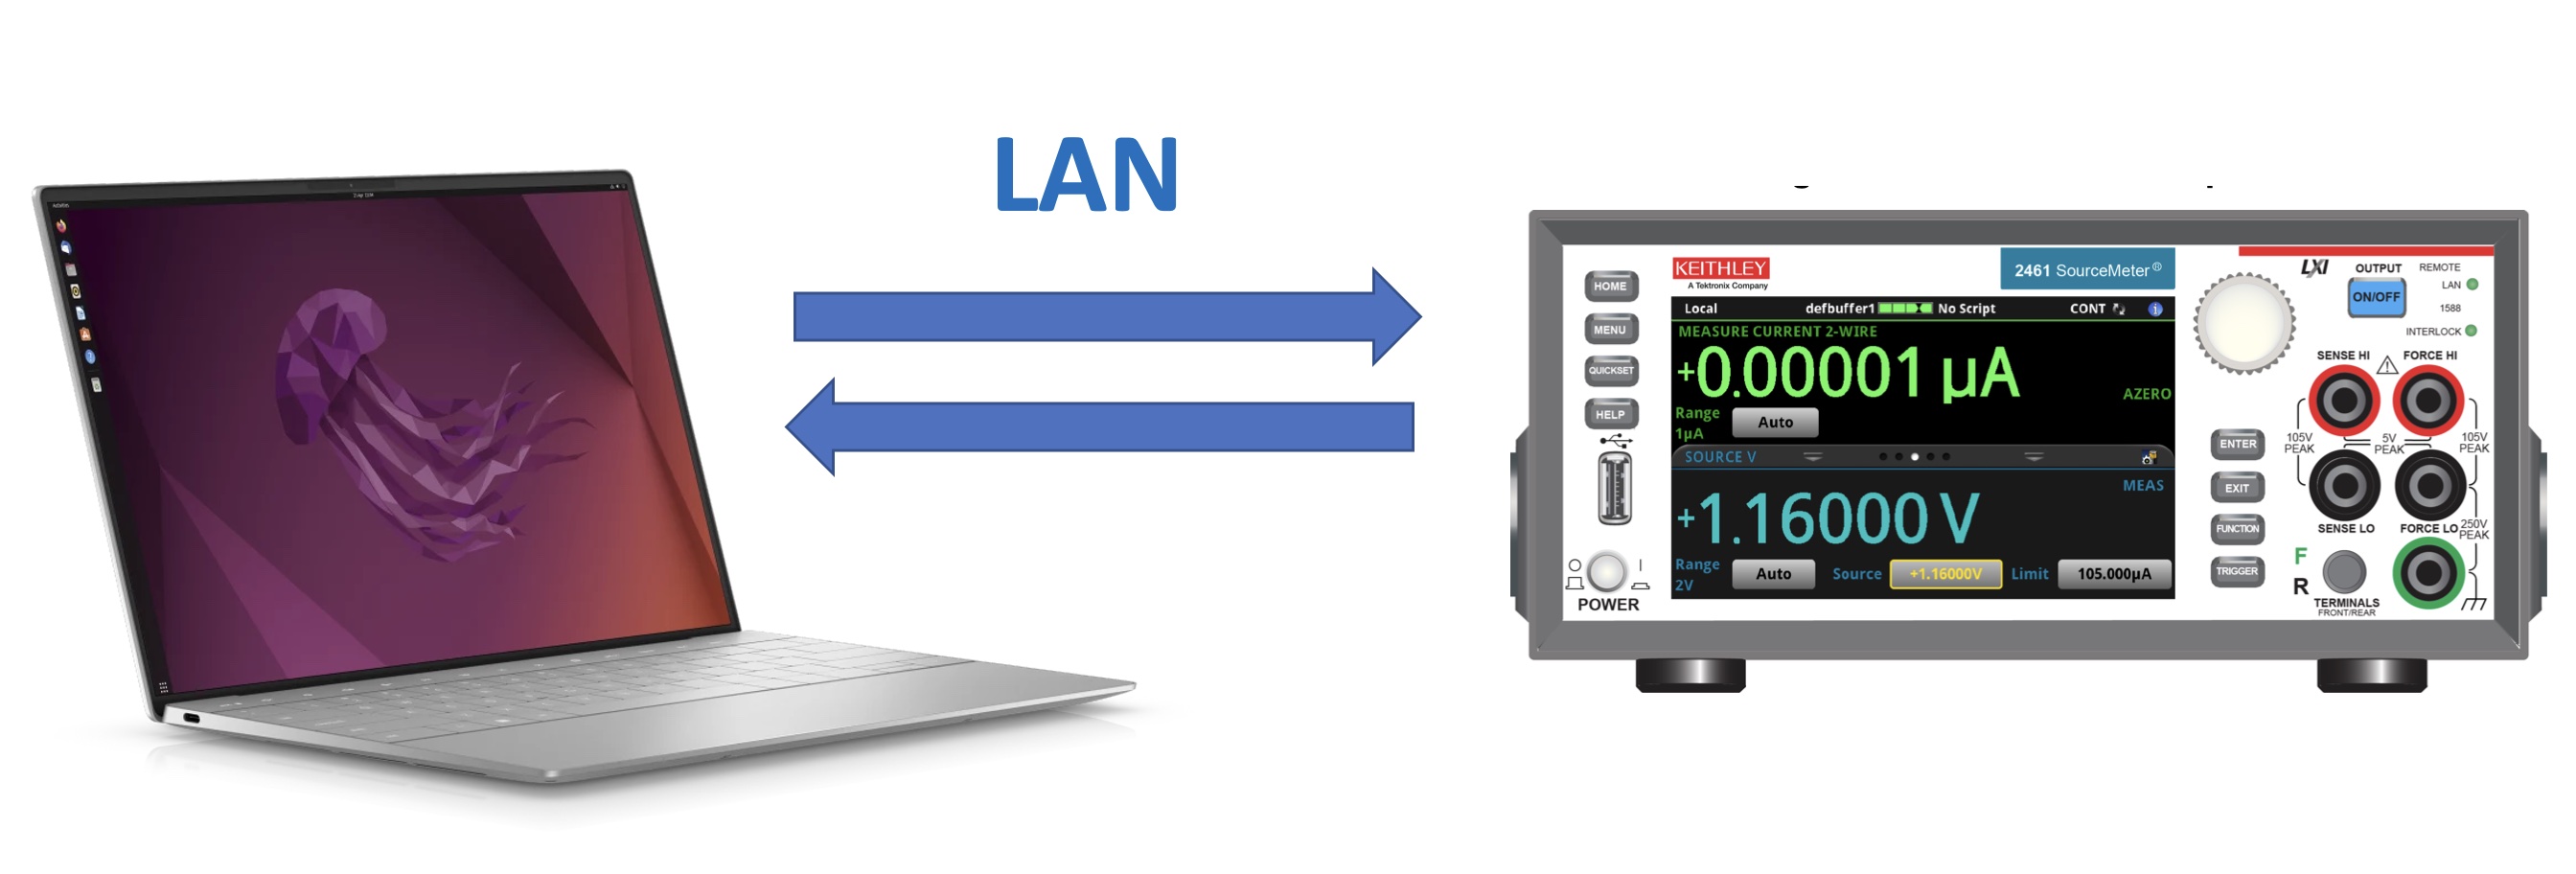 LAN
KEITHLEY
A Tektronix Company
2461 SourceMeter®
LXI
OUTPUT
ON/OFF
REMOTE
LAN
1588
INTERLOCK
HOME
MENU
QUICKSET
HELP
Local defbuffer1 No Script CONT
MEASURE CURRENT 2-WIRE
+0.00001 µA
AZERO
Range Auto
1µA
SOURCE V
MEAS
+1.16000 V
Range Auto Source +1.16000V Limit 105.000µA
2V
POWER
SENSE HI FORCE HI
105V PEAK
5V PEAK
105V PEAK
SENSE LO FORCE LO
250V PEAK
ENTER
EXIT
FUNCTION
TRIGGER
F
R
TERMINALS
FRONT/REAR